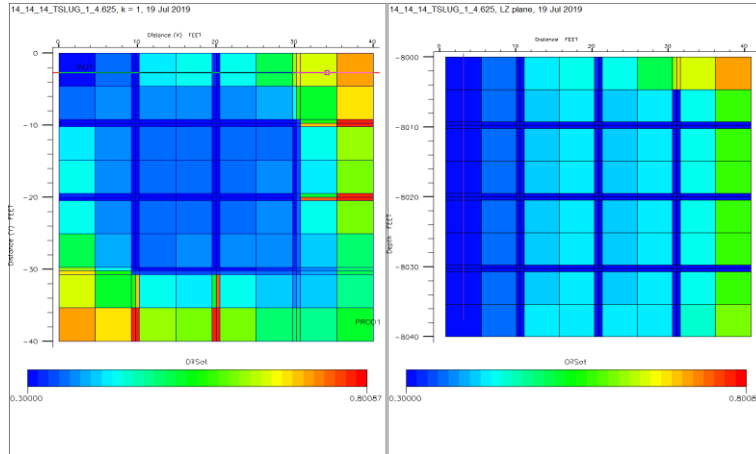 14_14_14_TSLUG_1_4.625, k = 1, 19 Jul 2019
Distance (X) FEET
0 10 20 30 40
0
-10
-20
-30
-40
Distance (Y) FEET
PROD1
ORSat
0.30000 0.80087
14_14_14_TSLUG_1_4.625, LZ plane, 19 Jul 2019
Distance FEET
0 10 20 30 40
-8000
-8010
-8020
-8030
-8040
Depth FEET
ORSat
0.30000 0.8008